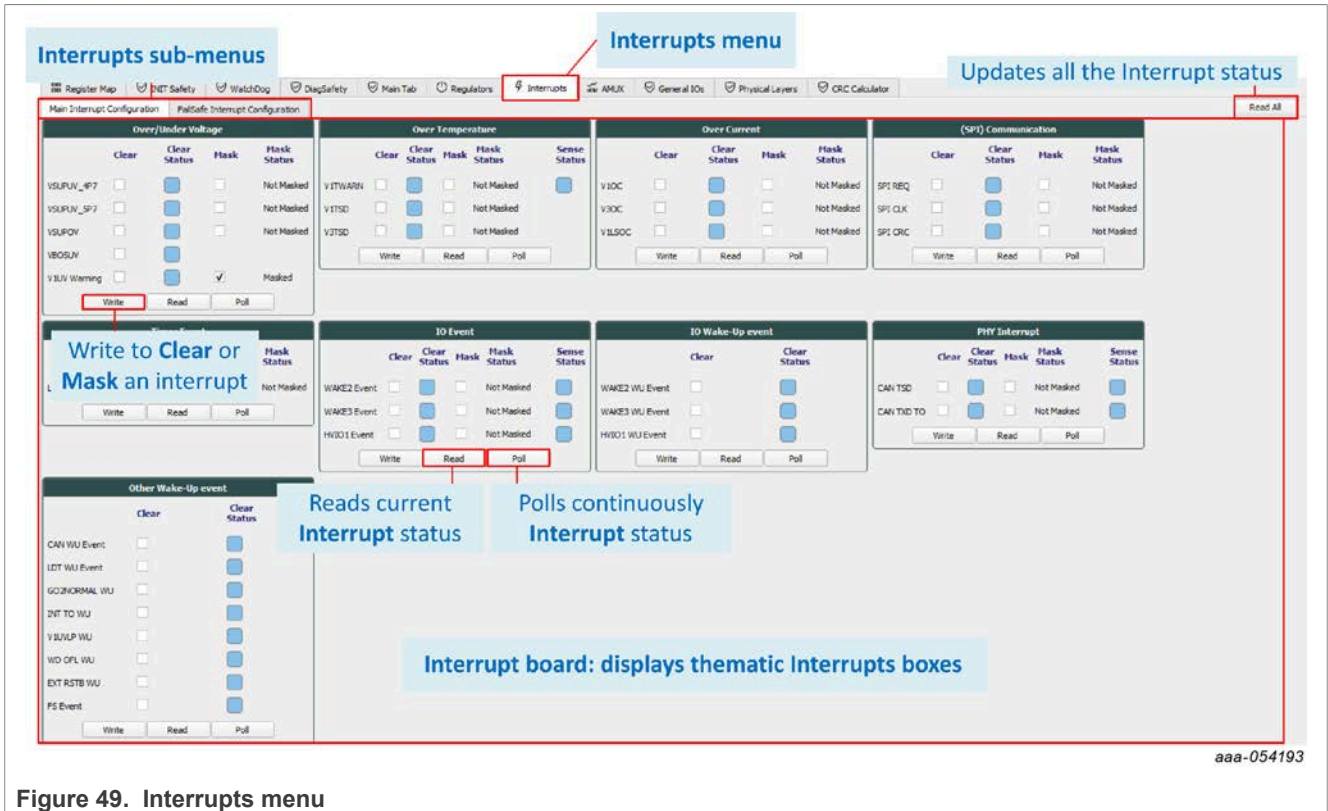 Interrupts sub-menus
Interrupts menu
Updates all the Interrupt status
Register Map INIT Safety WatchDog DiagSafety Main Tab Regulators Interrupts AMUX General IOs Physical Layers CRC Calculator
Main Interrupt Configuration FailSafe Interrupt Configuration Read All
Over/Under Voltage
Clear Clear Status Mask Mask Status
VSUPUV_4P7 Not Masked
VSUPUV_5P7 Not Masked
VSUPOV Not Masked
VBOSUV
V1UV Warning Masked
Write Read Poll
Over Temperature
Clear Clear Status Mask Mask Status Sense Status
V1TWARN Not Masked
V1TSD Not Masked
V3TSD Not Masked
Write Read Poll
Over Current
Clear Clear Status Mask Mask Status
V1OC Not Masked
V3OC Not Masked
V1LSOC Not Masked
Write Read Poll
(SPI) Communication
Clear Clear Status Mask Mask Status
SPI REQ Not Masked
SPI CLK Not Masked
SPI CRC Not Masked
Write Read Poll
Write to Clear or
Mask an interrupt
Mask Status
Not Masked
Write Read Poll
IO Event
Clear Clear Status Mask Mask Status Sense Status
WAKE2 Event Not Masked
WAKE3 Event Not Masked
HVIO1 Event Not Masked
Write Read Poll
IO Wake-Up event
Clear Clear Status
WAKE2 WU Event
WAKE3 WU Event
HVIO1 WU Event
Write Read Poll
PHY Interrupt
Clear Clear Status Mask Mask Status Sense Status
CAN TSD Not Masked
CAN TXD TO Not Masked
Write Read Poll
Reads current
Interrupt status
Polls continuously
Interrupt status
Other Wake-Up event
Clear Clear Status
CAN WU Event
LDT WU Event
GO2NORMAL WU
INT TO WU
V1UVLP WU
WD OFL WU
EXT RSTB WU
FS Event
Write Read Poll
Interrupt board: displays thematic Interrupts boxes
aaa-054193
Figure 49. Interrupts menu